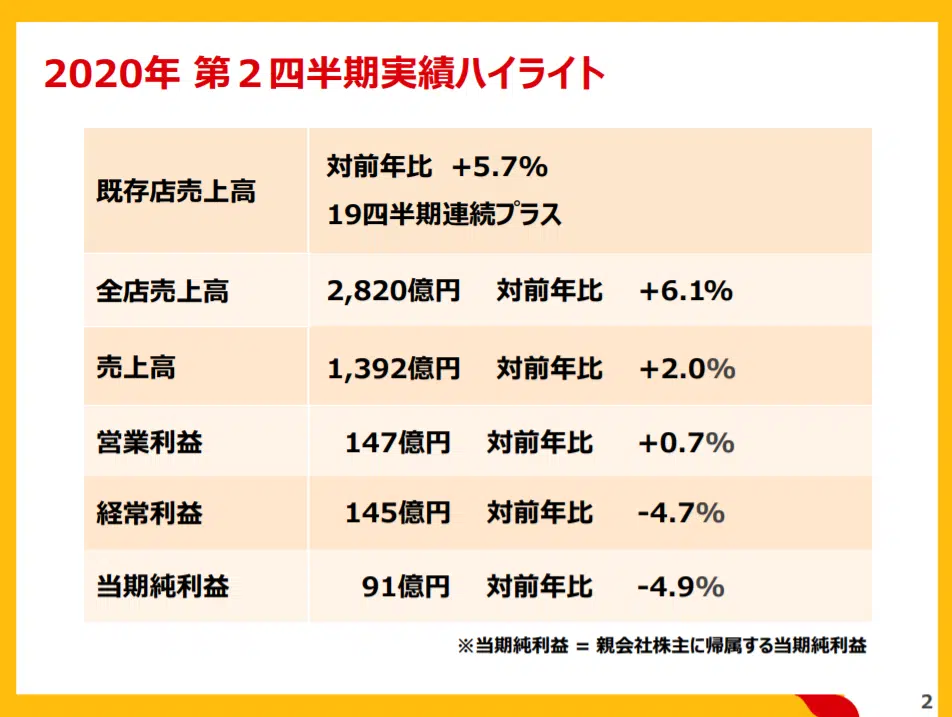 2020年 第２四半期実績ハイライト
既存店売上高
対前年比 +5.7%
19四半期連続プラス
全店売上高 2,820億円 対前年比 +6.1%
売上高 1,392億円 対前年比 +2.0%
営業利益 147億円 対前年比 +0.7%
経常利益 145億円 対前年比 -4.7%
当期純利益 91億円 対前年比 -4.9%
※当期純利益 = 親会社株主に帰属する当期純利益
2